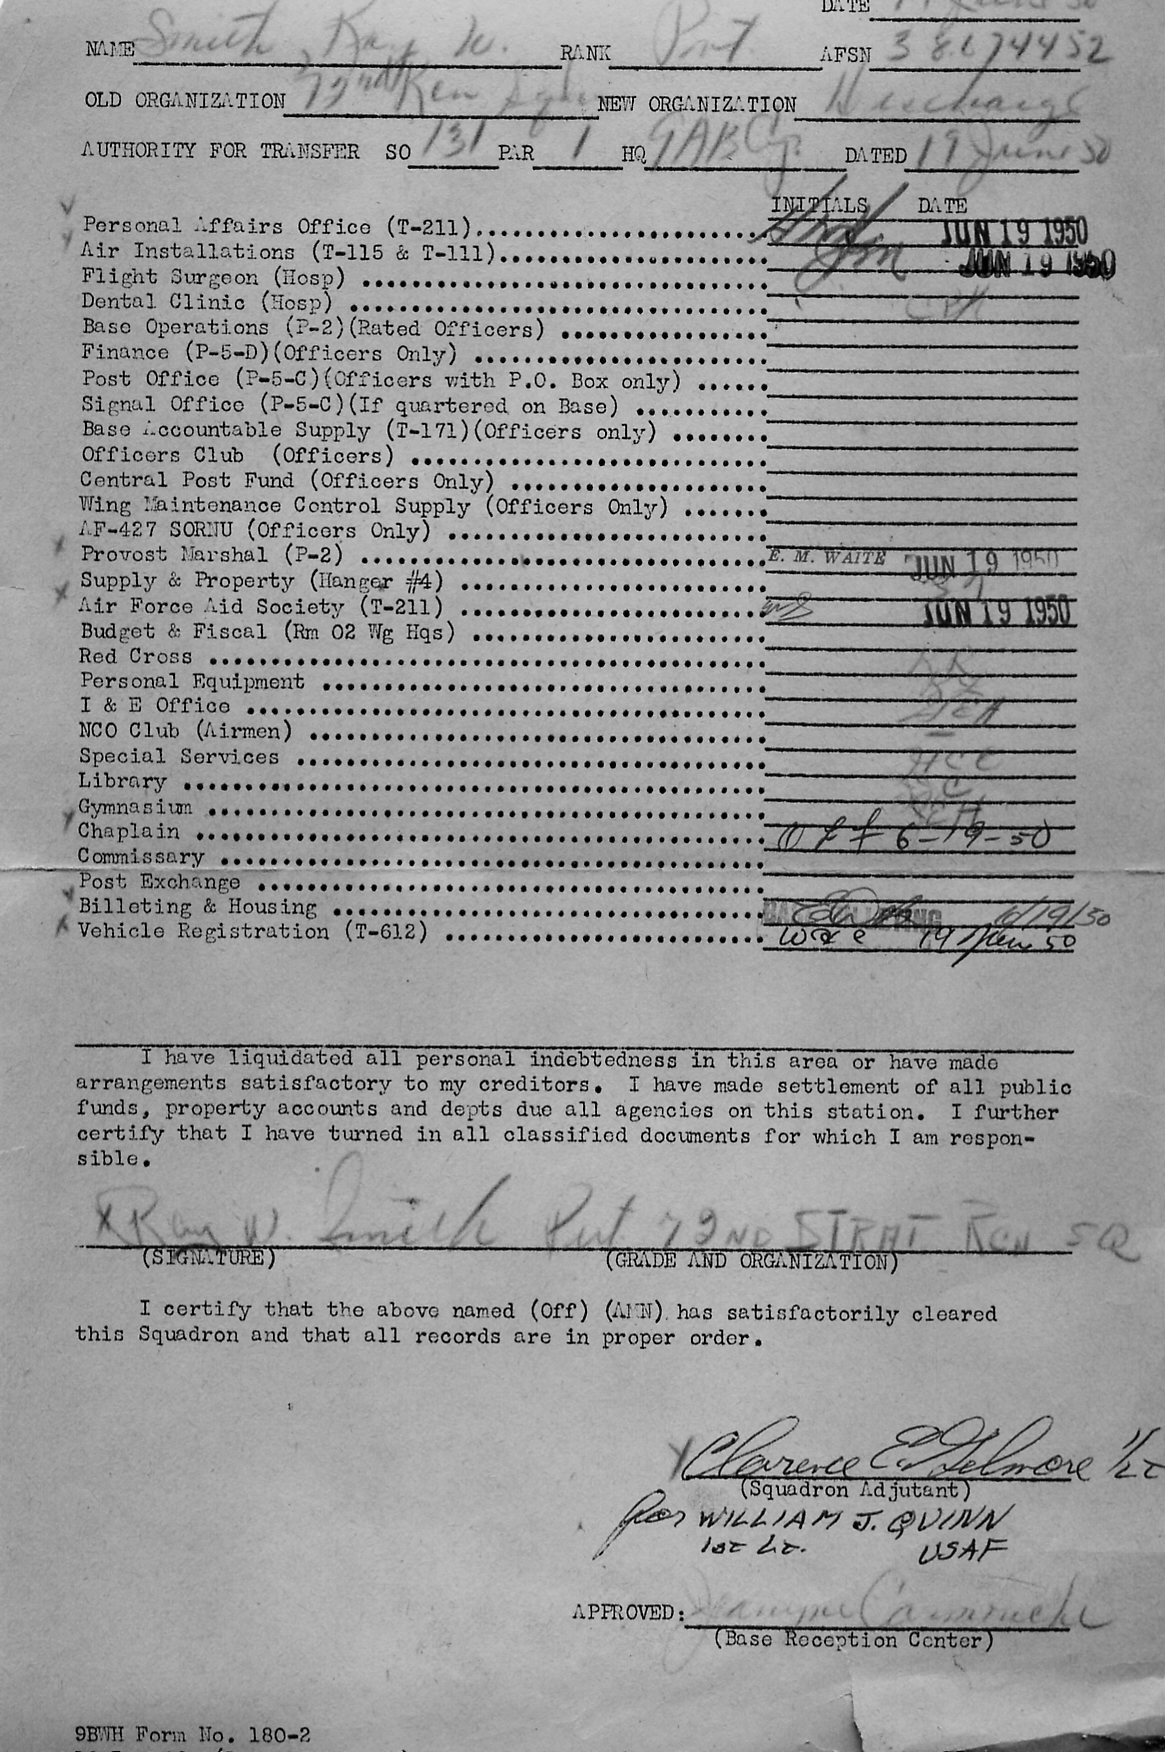 DATE 19 June 50
NAME Smith, Ray W. RANK Pvt AFSN 38674452
OLD ORGANIZATION 72nd Rcn Sqd NEW ORGANIZATION Discharge
AUTHORITY FOR TRANSFER SO 131 PAR 1 HQ DATED 19 June 50
INITIALS DATE
Personal Affairs Office (T-211)........................ JUN 19 1950
Air Installations (T-115 & T-111)...................... JUN 19 1950
Flight Surgeon (Hosp) ..................................
Dental Clinic (Hosp) ...................................
Base Operations (P-2)(Rated Officers) .................
Finance (P-5-D)(Officers Only) ........................
Post Office (P-5-C)(Officers with P.O. Box only) ......
Signal Office (P-5-C)(If quartered on Base) ...........
Base Accountable Supply (T-171)(Officers only) ........
Officers Club (Officers) ..............................
Central Post Fund (Officers Only) .....................
Wing Maintenance Control Supply (Officers Only) .......
AF-427 SORNU (Officers Only) ..........................
Provost Marshal (P-2) .................................. E. M. WAITE JUN 19 1950
Supply & Property (Hanger #4) .........................
Air Force Aid Society (T-211) ......................... JUN 19 1950
Budget & Fiscal (Rm 02 Wg Hqs) ........................
Red Cross ..............................................
Personal Equipment .....................................
I & E Office ...........................................
NCO Club (Airmen) ......................................
Special Services .......................................
Library ................................................
Gymnasium ..............................................
Chaplain ............................................... 6-19-50
Commissary .............................................
Post Exchange ..........................................
Billeting & Housing .................................... 6/19/50
Vehicle Registration (T-612) ........................... 19 June 50
I have liquidated all personal indebtedness in this area or have made
arrangements satisfactory to my creditors. I have made settlement of all public
funds, property accounts and depts due all agencies on this station. I further
certify that I have turned in all classified documents for which I am respon-
sible.
X Ray W. Smith Pvt 72ND STRAT RCN SQ
(SIGNATURE) (GRADE AND ORGANIZATION)
I certify that the above named (Off) (AMN) has satisfactorily cleared
this Squadron and that all records are in proper order.
Clarence E. Gilmore 1/Lt
(Squadron Adjutant)
for WILLIAM J. QUINN
1st Lt. USAF
APPROVED:
(Base Reception Center)
9BWH Form No. 180-2